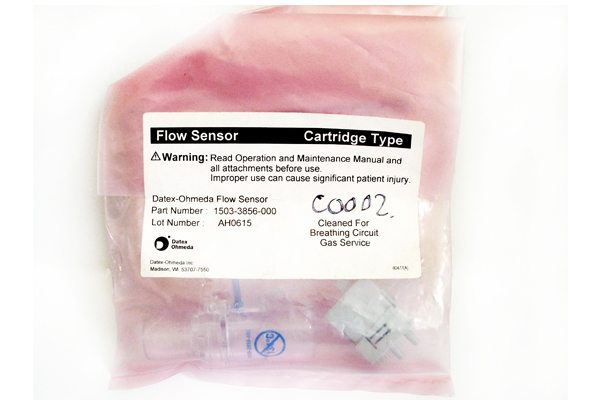 Flow Sensor Cartridge Type
⚠Warning: Read Operation and Maintenance Manual and
all attachments before use.
Improper use can cause significant patient injury.
Datex-Ohmeda Flow Sensor
Part Number : 1503-3856-000
Lot Number : AH0615
C0002.
Cleaned For
Breathing Circuit
Gas Service
Datex
Ohmeda
Datex-Ohmeda Inc
Madison, WI 53707-7550